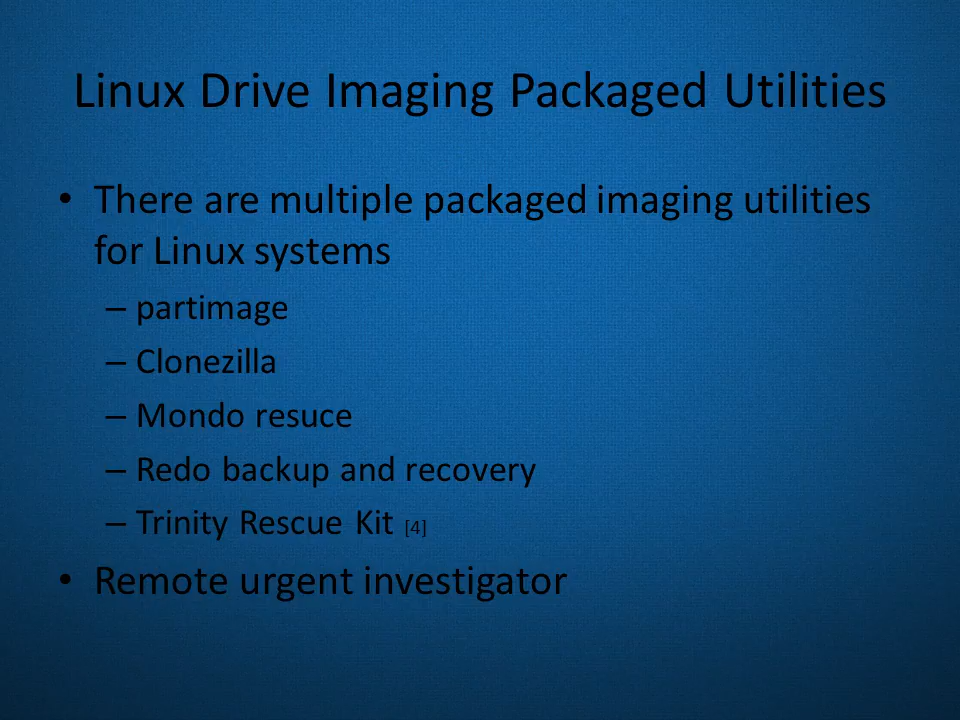 Linux Drive Imaging Packaged Utilities
• There are multiple packaged imaging utilities
for Linux systems
– partimage
– Clonezilla
– Mondo resuce
– Redo backup and recovery
– Trinity Rescue Kit [4]
• Remote urgent investigator